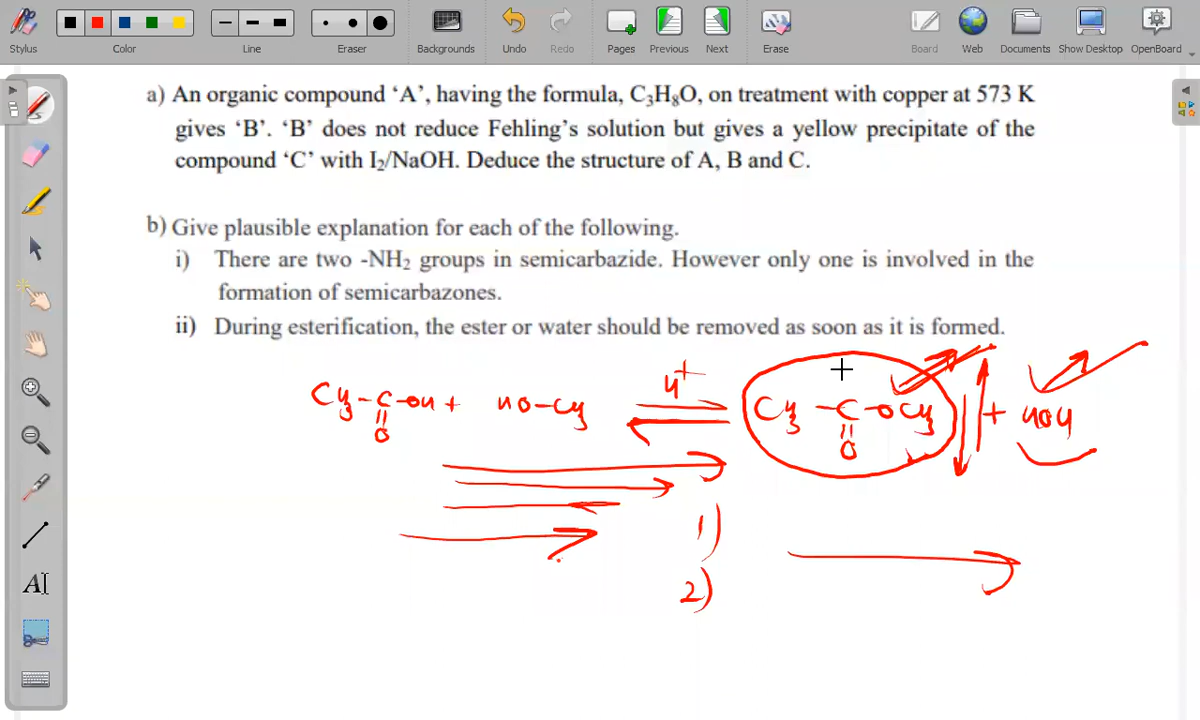 Stylus Color Line Eraser Backgrounds Undo Redo Pages Previous Next Erase Board Web Documents Show Desktop OpenBoard
a) An organic compound ‘A’, having the formula, C₃H₈O, on treatment with copper at 573 K
gives ‘B’. ‘B’ does not reduce Fehling’s solution but gives a yellow precipitate of the
compound ‘C’ with I₂/NaOH. Deduce the structure of A, B and C.
b) Give plausible explanation for each of the following.
i) There are two -NH₂ groups in semicarbazide. However only one is involved in the
formation of semicarbazones.
ii) During esterification, the ester or water should be removed as soon as it is formed.
H⁺
CH₃-C-OH + HO-CH₃ CH₃-C-OCH₃ + HOH
O O
1)
2)
AI